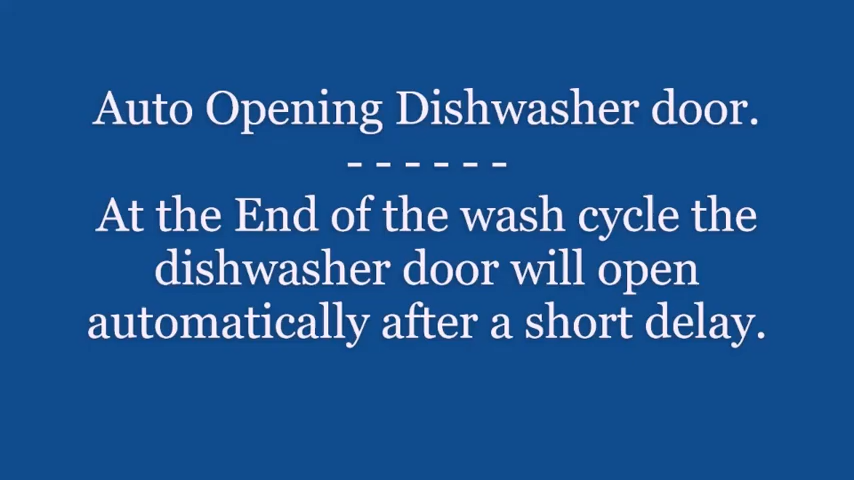 Auto Opening Dishwasher door.
- - - - - -
At the End of the wash cycle the
dishwasher door will open
automatically after a short delay.